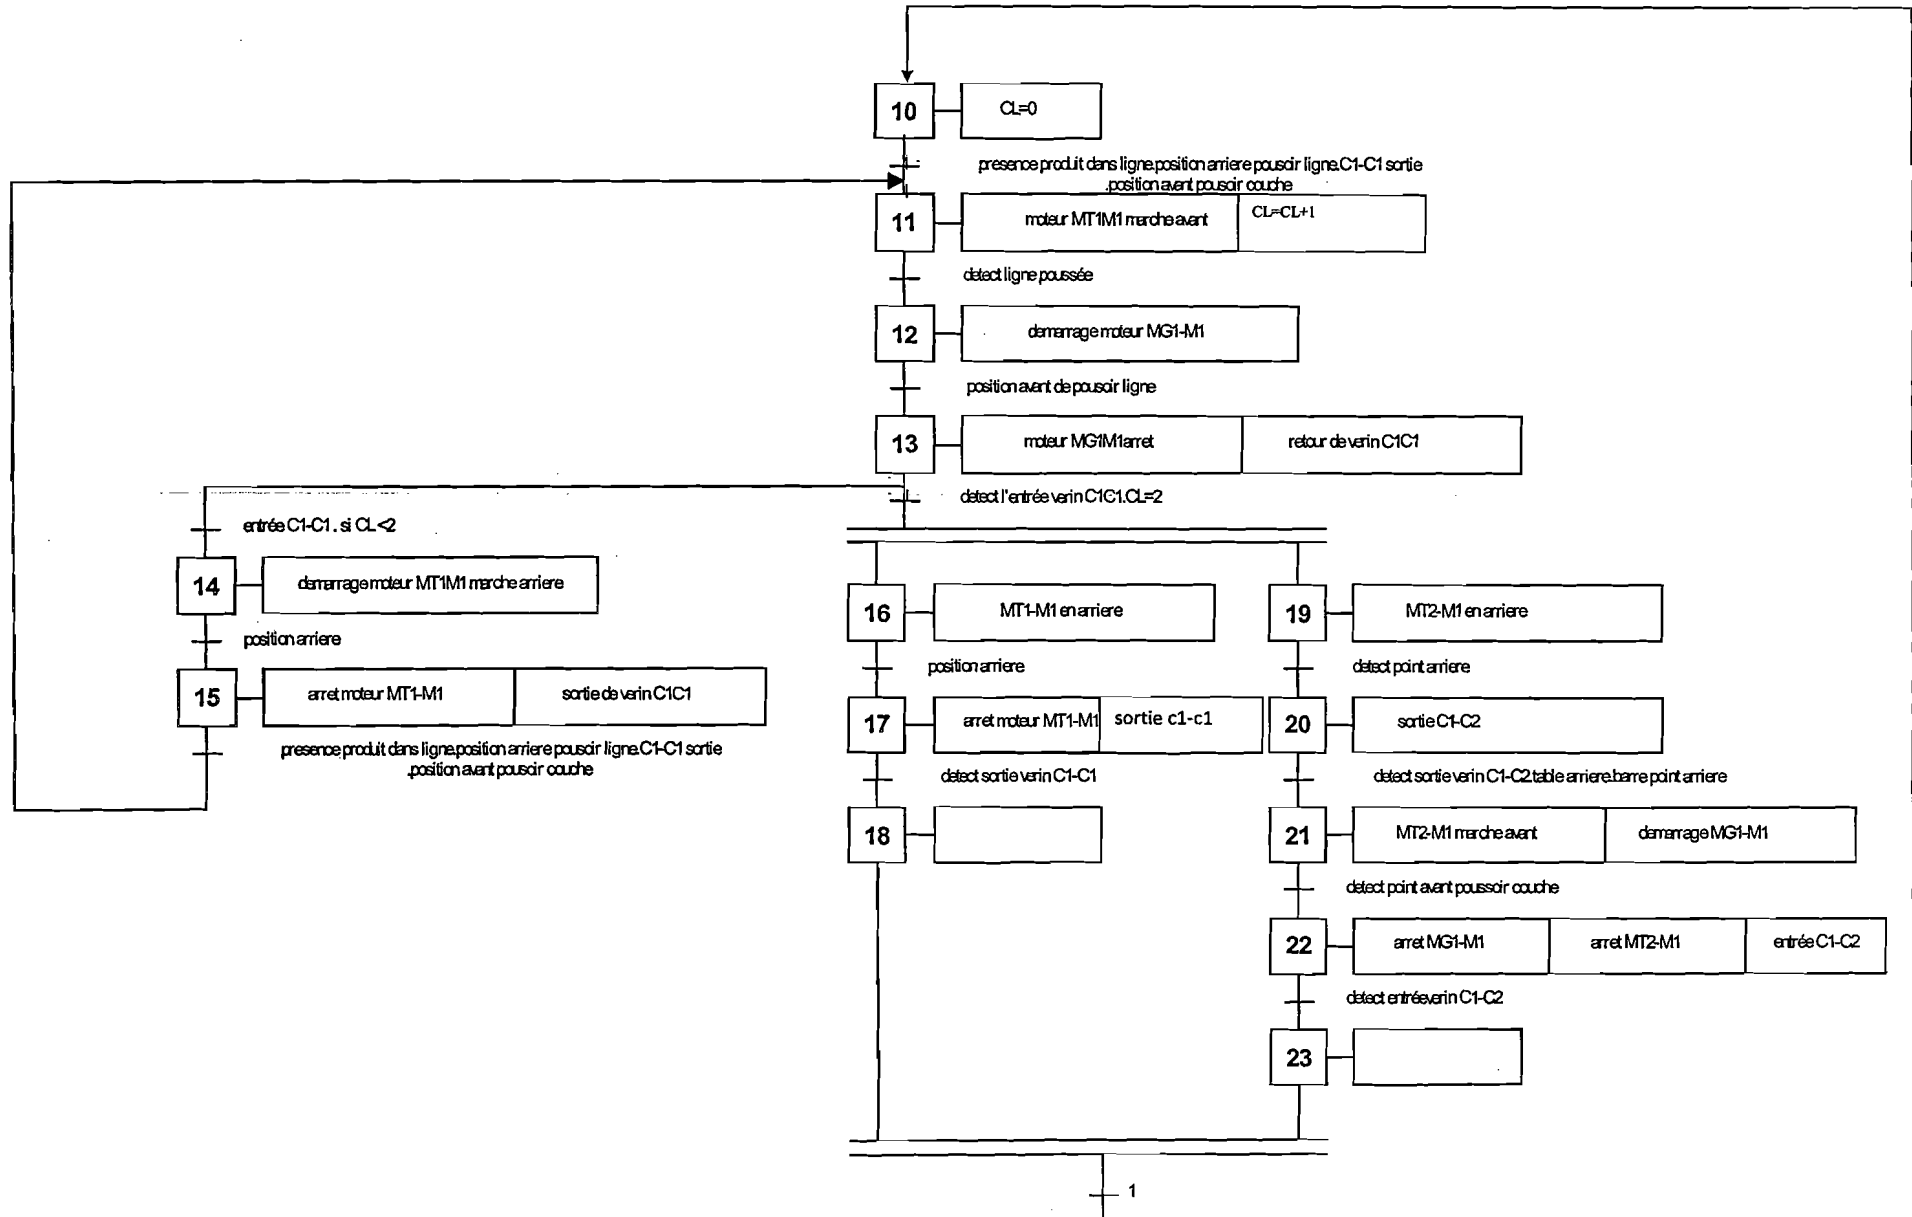 10
CL=0
presence produit dans ligne.position arriere pousoir ligne.C1-C1 sortie
.position avant pousoir couche
11
moteur MT1M1 marche avant
CL=CL+1
detect ligne poussée
12
demarrage moteur MG1-M1
position avant de pousoir ligne
13
moteur MG1M1 arret
retour de verin C1C1
detect l'entrée verin C1C1.CL=2
entrée C1-C1. si CL<2
14
demarrage moteur MT1M1 marche arriere
16
MT1-M1 en arriere
19
MT2-M1 en arriere
position arriere
position arriere
detect point arriere
15
arret moteur MT1-M1
sortie de verin C1C1
17
arret moteur MT1-M1
sortie c1-c1
20
sortie C1-C2
presence produit dans ligne.position arriere pousoir ligne.C1-C1 sortie
.position avant pousoir couche
detect sortie verin C1-C1
detect sortie verin C1-C2.table arriere.barre point arriere
18
21
MT2-M1 marche avant
demarrage MG1-M1
detect point avant poussoir couche
22
arret MG1-M1
arret MT2-M1
entrée C1-C2
detect entrée verin C1-C2
23
1